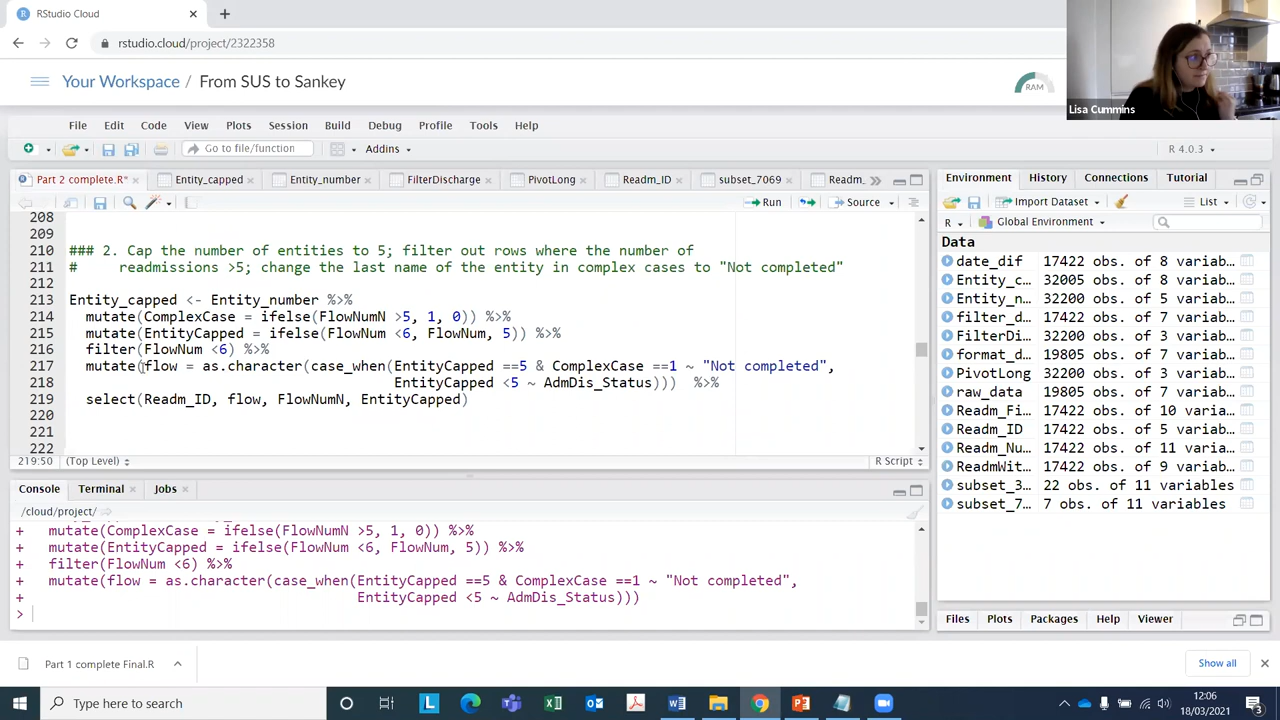 RStudio Cloud
rstudio.cloud/project/2322358
Your Workspace / From SUS to Sankey
RAM
Lisa Cummins
File Edit Code View Plots Session Build Debug Profile Tools Help
Go to file/function Addins R 4.0.3
Part 2 complete.R* Entity_capped Entity_number FilterDischarge PivotLong Readm_ID subset_7069 Readm_
Run Source
208
209
210 ### 2. Cap the number of entities to 5; filter out rows where the number of
211 # readmissions >5; change the last name of the entity in complex cases to "Not completed"
212
213 Entity_capped <- Entity_number %>%
214 mutate(ComplexCase = ifelse(FlowNumN >5, 1, 0)) %>%
215 mutate(EntityCapped = ifelse(FlowNum <6, FlowNum, 5)) %>%
216 filter(FlowNum <6) %>%
217 mutate(flow = as.character(case_when(EntityCapped ==5 & ComplexCase ==1 ~ "Not completed",
218 EntityCapped <5 ~ AdmDis_Status))) %>%
219 select(Readm_ID, flow, FlowNumN, EntityCapped)
220
221
222
219:50 (Top Level) R Script
Console Terminal Jobs
/cloud/project/
+ mutate(ComplexCase = ifelse(FlowNumN >5, 1, 0)) %>%
+ mutate(EntityCapped = ifelse(FlowNum <6, FlowNum, 5)) %>%
+ filter(FlowNum <6) %>%
+ mutate(flow = as.character(case_when(EntityCapped ==5 & ComplexCase ==1 ~ "Not completed",
+ EntityCapped <5 ~ AdmDis_Status)))
>
Environment History Connections Tutorial
Import Dataset List
R Global Environment
Data
date_dif 17422 obs. of 8 variab...
Entity_c... 32005 obs. of 8 variab...
Entity_n... 32200 obs. of 5 variab...
filter_d... 17422 obs. of 7 variab...
FilterDi... 32200 obs. of 3 variab...
format_d... 19805 obs. of 7 variab...
PivotLong 32200 obs. of 3 variab...
raw_data 19805 obs. of 7 variab...
Readm_Fi... 17422 obs. of 10 varia...
Readm_ID 17422 obs. of 5 variab...
Readm_Nu... 17422 obs. of 11 varia...
ReadmWit... 17422 obs. of 9 variab...
subset_3... 22 obs. of 11 variables
subset_7... 7 obs. of 11 variables
Files Plots Packages Help Viewer
Part 1 complete Final.R
Show all
Type here to search
12:06
18/03/2021
3